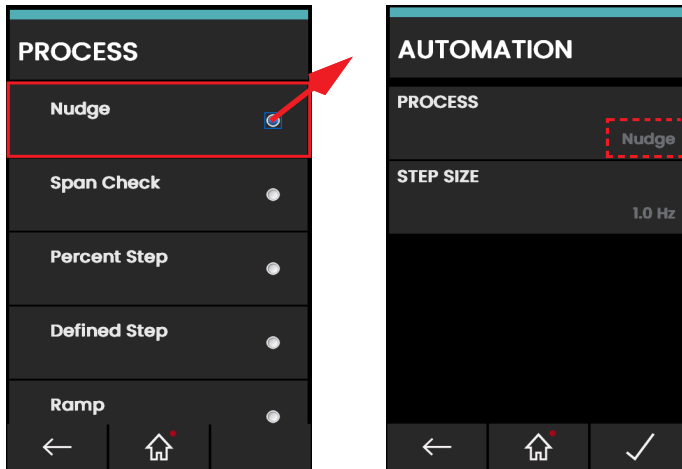 PROCESS
Nudge
Span Check
Percent Step
Defined Step
Ramp
AUTOMATION
PROCESS
Nudge
STEP SIZE
1.0 Hz